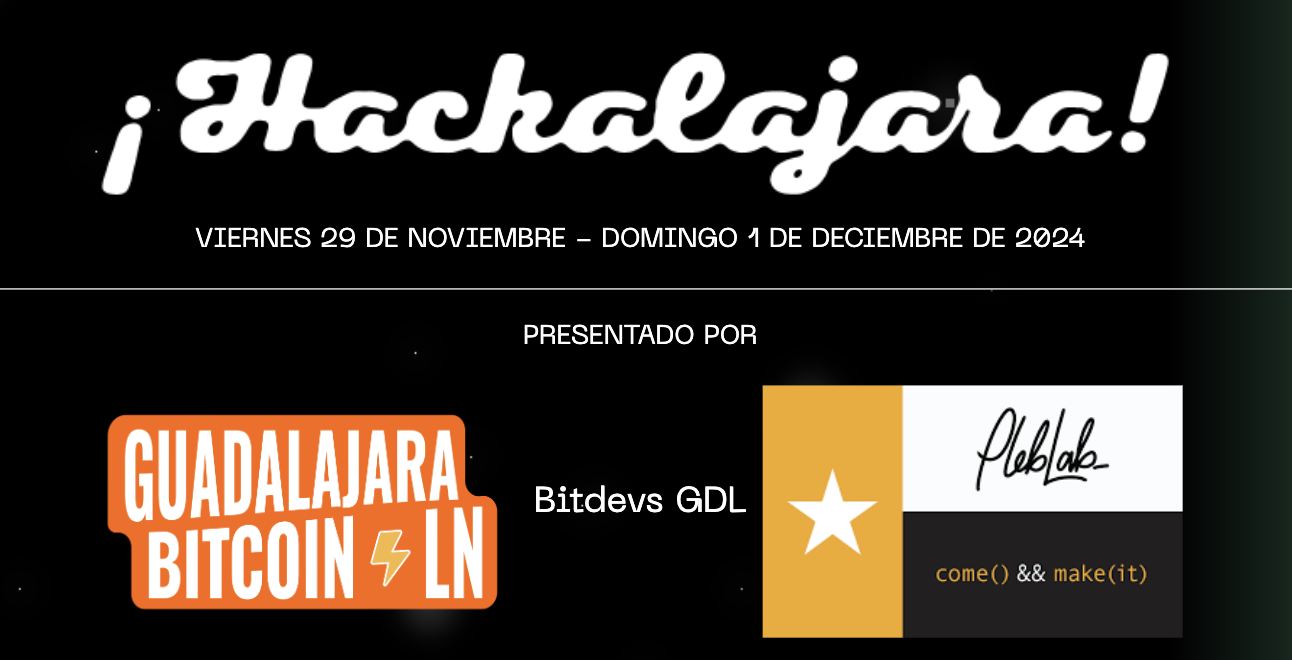 ¡Hackalajara!
VIERNES 29 DE NOVIEMBRE – DOMINGO 1 DE DECIEMBRE DE 2024
PRESENTADO POR
GUADALAJARA
BITCOIN LN
Bitdevs GDL
PlebLab_
come() && make(it)